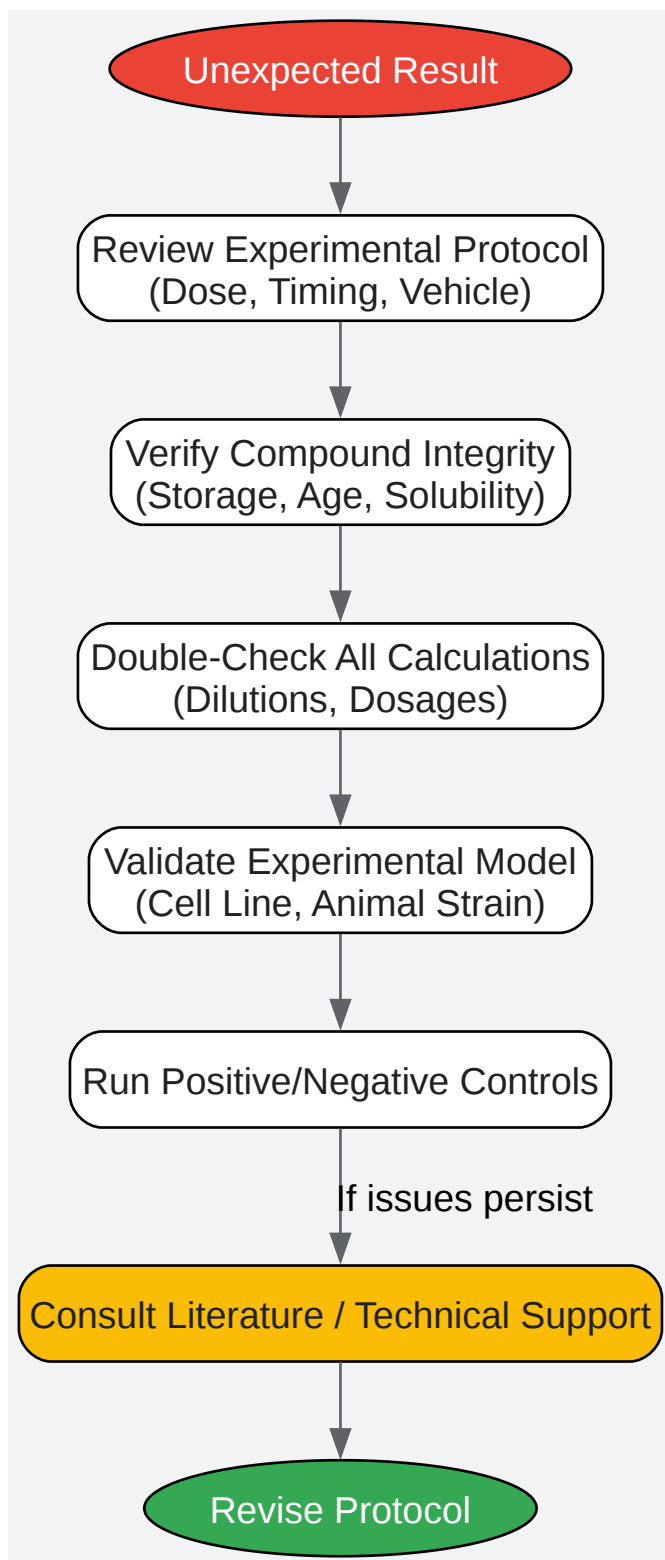 Unexpected Result
Review Experimental Protocol
(Dose, Timing, Vehicle)
Verify Compound Integrity
(Storage, Age, Solubility)
Double-Check All Calculations
(Dilutions, Dosages)
Validate Experimental Model
(Cell Line, Animal Strain)
Run Positive/Negative Controls
If issues persist
Consult Literature / Technical Support
Revise Protocol